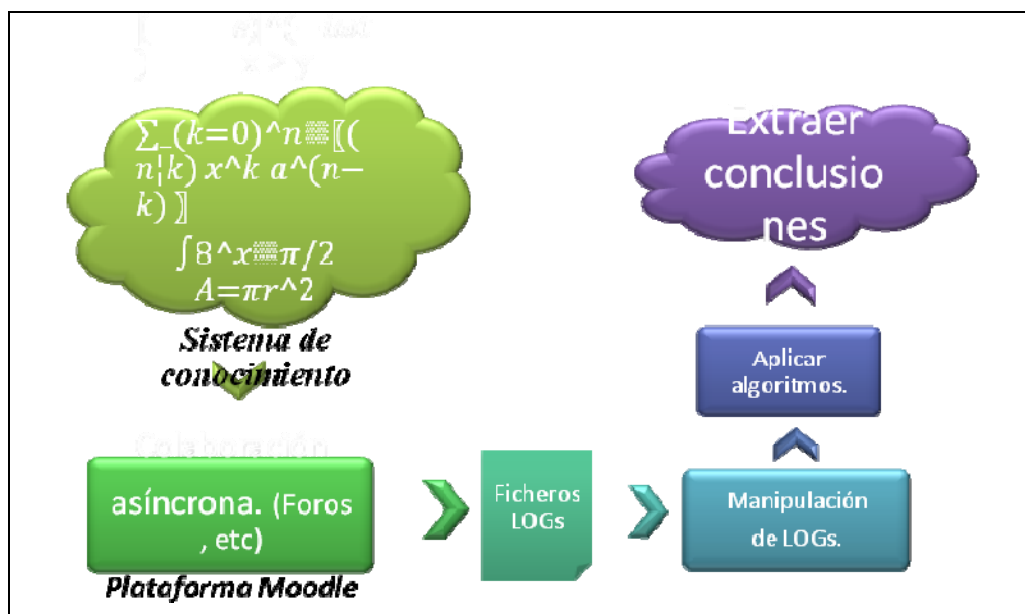 ∑_(k=0)^n▒〖(
n¦k) x^k a^(n−
k) 〗
∫8^x▒π/2
A=πr^2
Sistema de
conocimiento
Colaboración
asíncrona. (Foros
, etc)
Plataforma Moodle
Ficheros
LOGs
Manipulación
de LOGs.
Aplicar
algoritmos.
Extraer
conclusio
nes